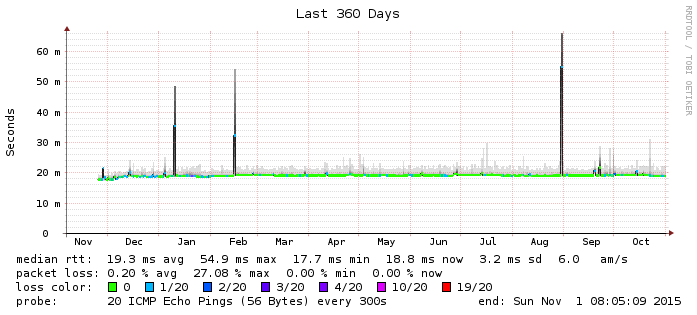 Last 360 Days
RRDTOOL / TOBI OETIKER
Seconds
60 m
50 m
40 m
30 m
20 m
10 m
0
Nov Dec Jan Feb Mar Apr May Jun Jul Aug Sep Oct
median rtt: 19.3 ms avg 54.9 ms max 17.7 ms min 18.8 ms now 3.2 ms sd 6.0 am/s
packet loss: 0.20 % avg 27.08 % max 0.00 % min 0.00 % now
loss color: 0 1/20 2/20 3/20 4/20 10/20 19/20
probe: 20 ICMP Echo Pings (56 Bytes) every 300s end: Sun Nov 1 08:05:09 2015